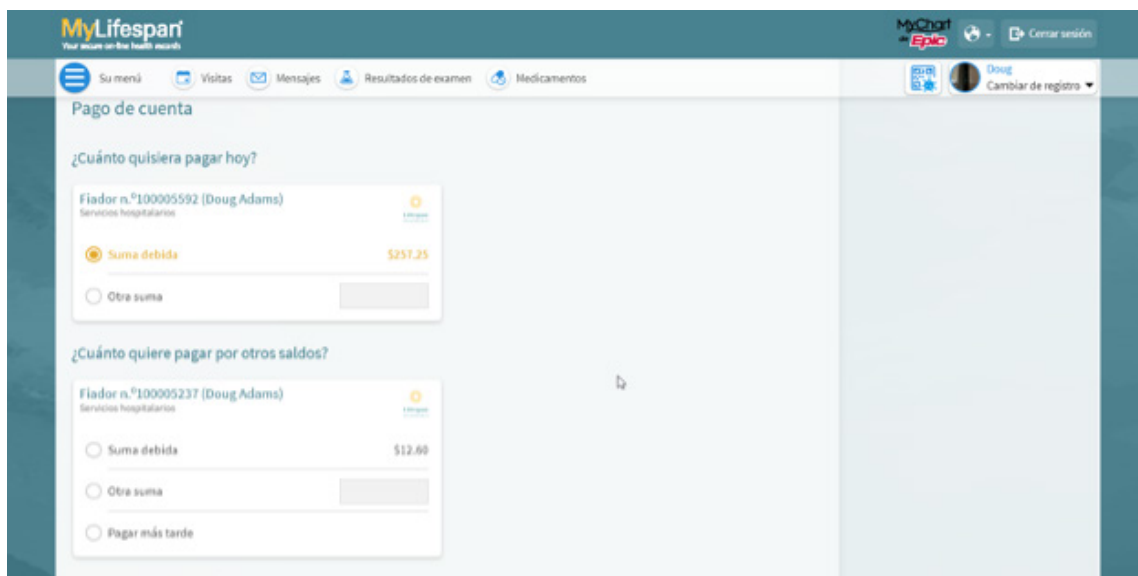 MyLifespan
Your secure on-line health records
MyChart
de Epic
Cerrar sesión
Su menú Visitas Mensajes Resultados de examen Medicamentos
Doug
Cambiar de registro
Pago de cuenta
¿Cuánto quisiera pagar hoy?
Fiador n.º100005592 (Doug Adams)
Servicios hospitalarios
Lifespan
Suma debida $257.25
Otra suma
¿Cuánto quiere pagar por otros saldos?
Fiador n.º100005237 (Doug Adams)
Servicios hospitalarios
Lifespan
Suma debida $12.60
Otra suma
Pagar más tarde